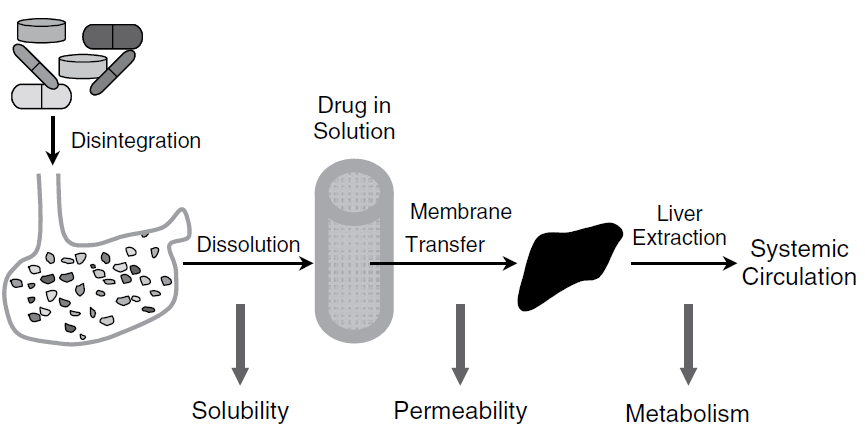 Disintegration
Drug in
Solution
Dissolution
Membrane
Transfer
Liver
Extraction
Systemic
Circulation
Solubility
Permeability
Metabolism